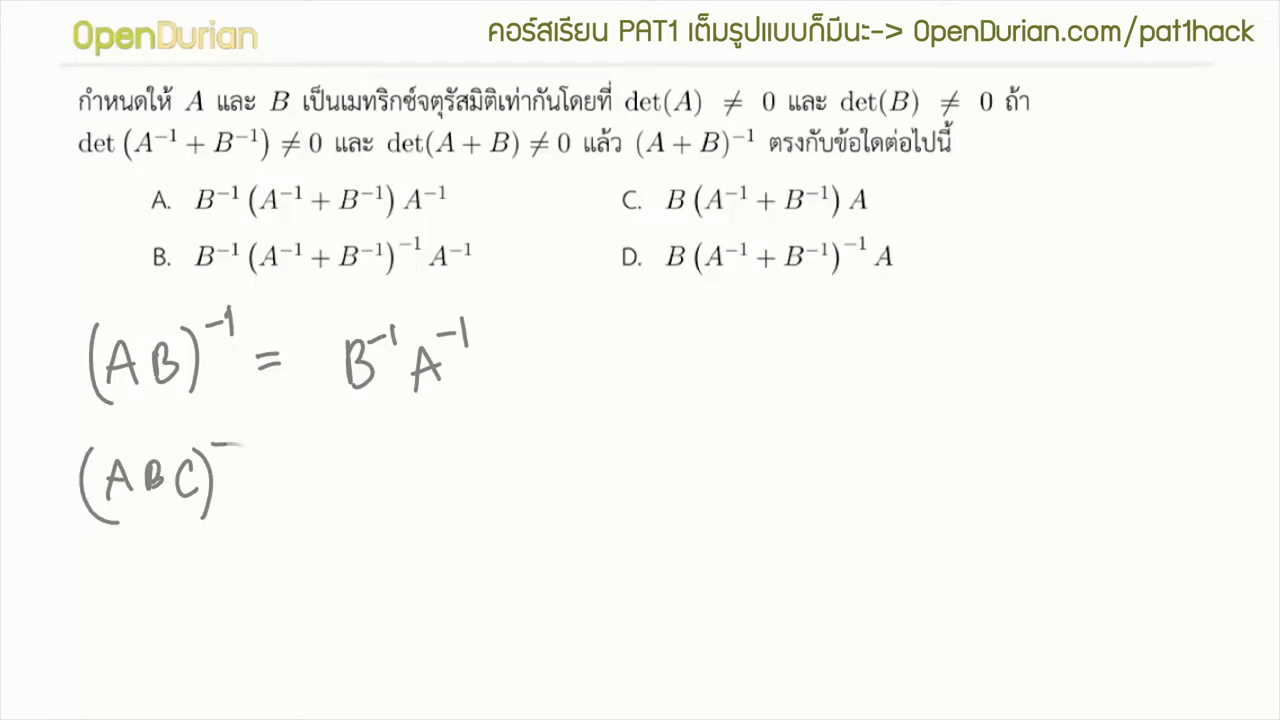 OpenDurian
คอร์สเรียน PAT1 เต็มรูปแบบก็มีนะ-> OpenDurian.com/pat1hack
กำหนดให้ A และ B เป็นเมทริกซ์จตุรัสมิติเท่ากันโดยที่ det(A) ≠ 0 และ det(B) ≠ 0 ถ้า
det (A⁻¹ + B⁻¹) ≠ 0 และ det(A + B) ≠ 0 แล้ว (A + B)⁻¹ ตรงกับข้อใดต่อไปนี้
A. B⁻¹ (A⁻¹ + B⁻¹) A⁻¹
C. B (A⁻¹ + B⁻¹) A
B. B⁻¹ (A⁻¹ + B⁻¹)⁻¹ A⁻¹
D. B (A⁻¹ + B⁻¹)⁻¹ A
(AB)⁻¹ = B⁻¹ A⁻¹
(ABC)⁻